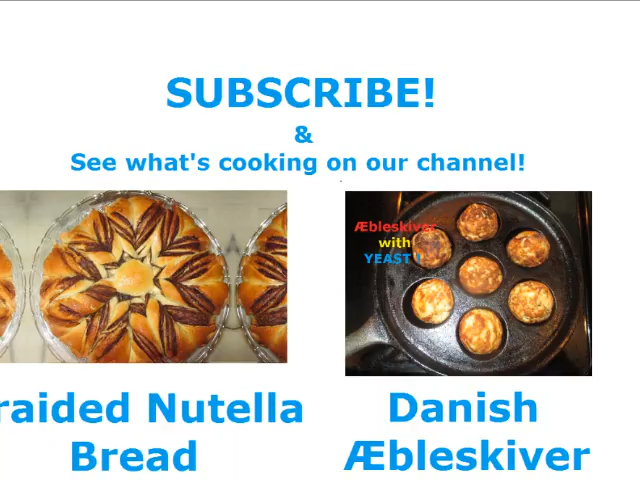 SUBSCRIBE!
&
See what's cooking on our channel!
Æbleskiver
with
YEAST !
raided Nutella
Bread
Danish
Æbleskiver